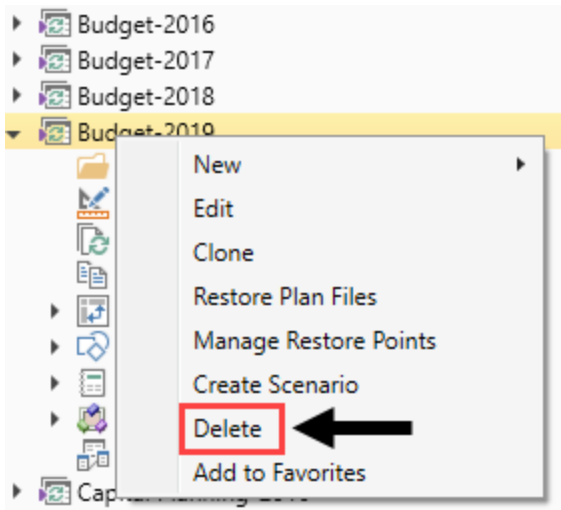 Budget-2016
Budget-2017
Budget-2018
Budget-2019
New
Edit
Clone
Restore Plan Files
Manage Restore Points
Create Scenario
Delete
Add to Favorites